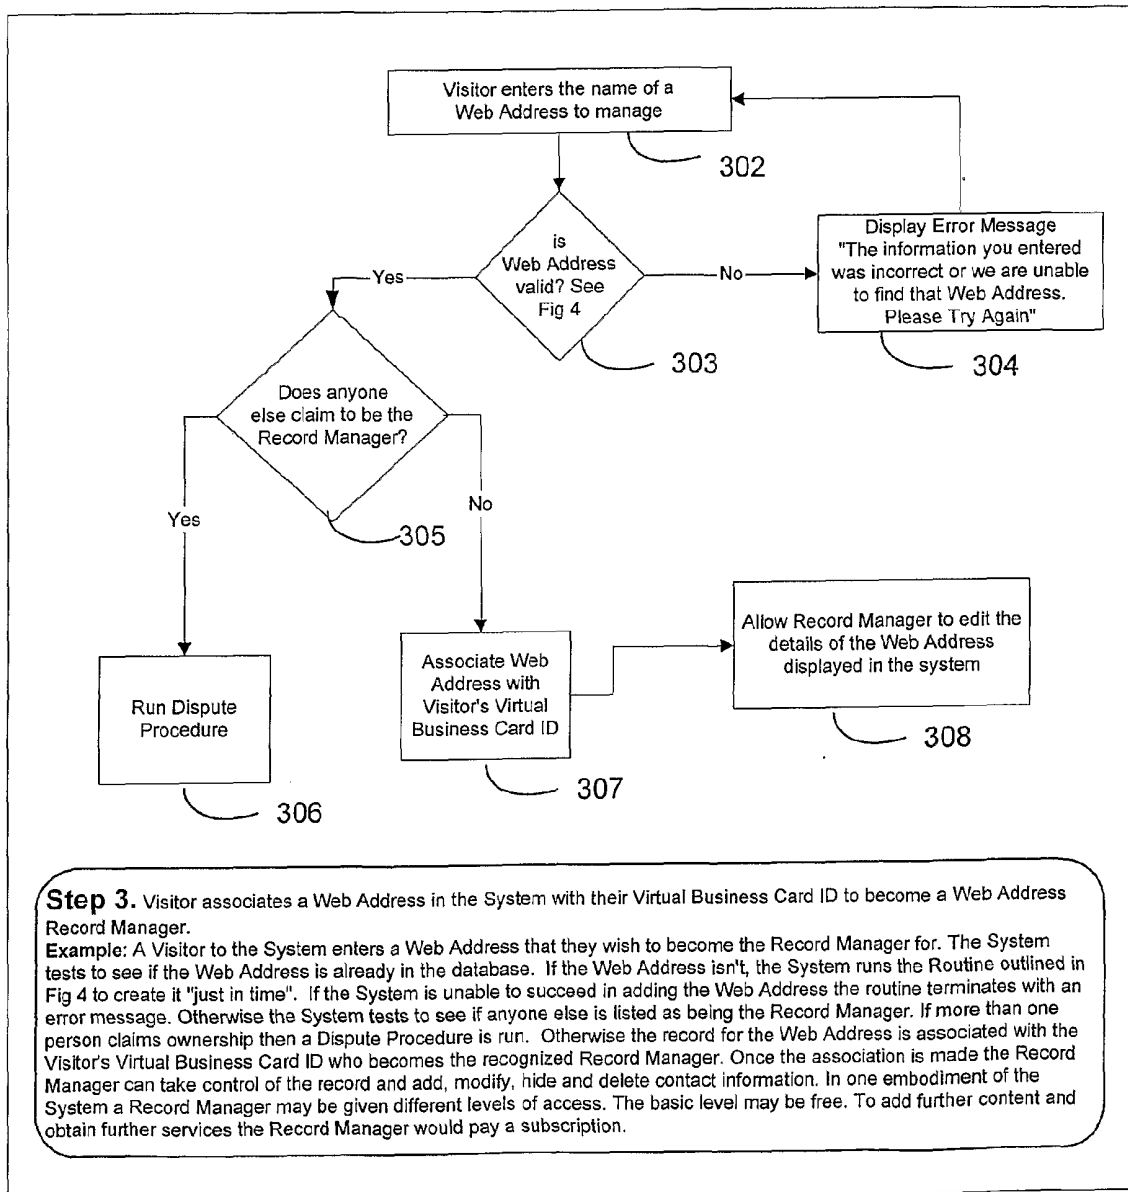 Visitor enters the name of a
Web Address to manage
302
is
Web Address
valid? See
Fig 4
Yes
No
303
Display Error Message
"The information you entered
was incorrect or we are unable
to find that Web Address.
Please Try Again"
304
Does anyone
else claim to be the
Record Manager?
305
Yes
No
Run Dispute
Procedure
306
Associate Web
Address with
Visitor's Virtual
Business Card ID
307
Allow Record Manager to edit the
details of the Web Address
displayed in the system
308
Step 3. Visitor associates a Web Address in the System with their Virtual Business Card ID to become a Web Address
Record Manager.
Example: A Visitor to the System enters a Web Address that they wish to become the Record Manager for. The System
tests to see if the Web Address is already in the database. If the Web Address isn't, the System runs the Routine outlined in
Fig 4 to create it "just in time". If the System is unable to succeed in adding the Web Address the routine terminates with an
error message. Otherwise the System tests to see if anyone else is listed as being the Record Manager. If more than one
person claims ownership then a Dispute Procedure is run. Otherwise the record for the Web Address is associated with the
Visitor's Virtual Business Card ID who becomes the recognized Record Manager. Once the association is made the Record
Manager can take control of the record and add, modify, hide and delete contact information. In one embodiment of the
System a Record Manager may be given different levels of access. The basic level may be free. To add further content and
obtain further services the Record Manager would pay a subscription.